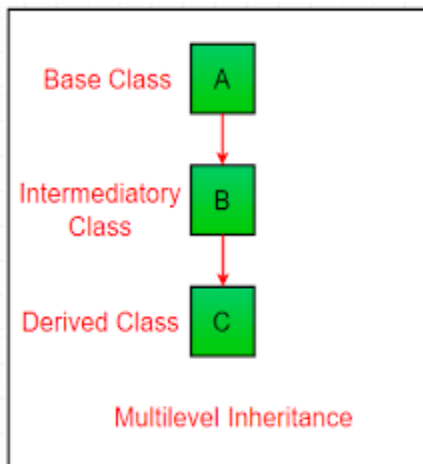 Base Class
A
Intermediatory
Class
B
Derived Class
C
Multilevel Inheritance